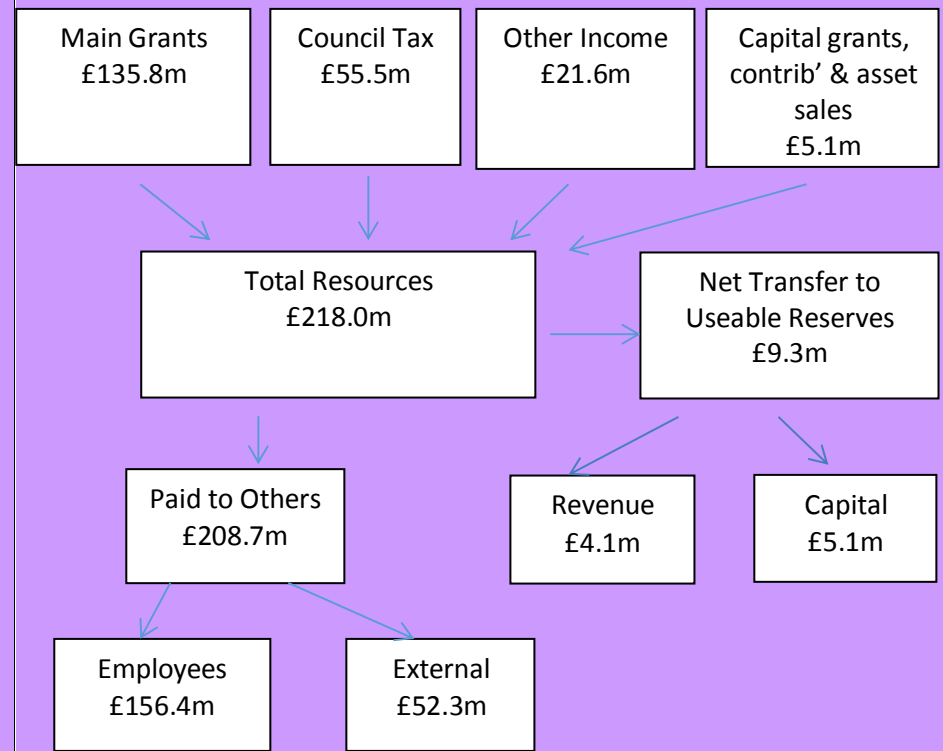 Main Grants
£135.8m
Council Tax
£55.5m
Other Income
£21.6m
Capital grants,
contrib’ & asset
sales
£5.1m
Total Resources
£218.0m
Net Transfer to
Useable Reserves
£9.3m
Paid to Others
£208.7m
Revenue
£4.1m
Capital
£5.1m
Employees
£156.4m
External
£52.3m